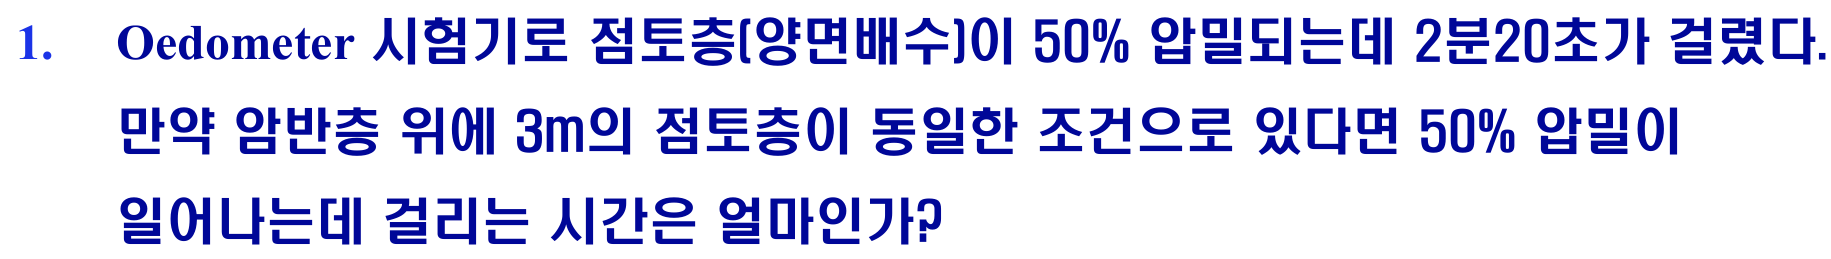 1. Oedometer 시험기로 점토층(양면배수)이 50% 압밀되는데 2분20초가 걸렸다.
만약 암반층 위에 3m의 점토층이 동일한 조건으로 있다면 50% 압밀이
일어나는데 걸리는 시간은 얼마인가?